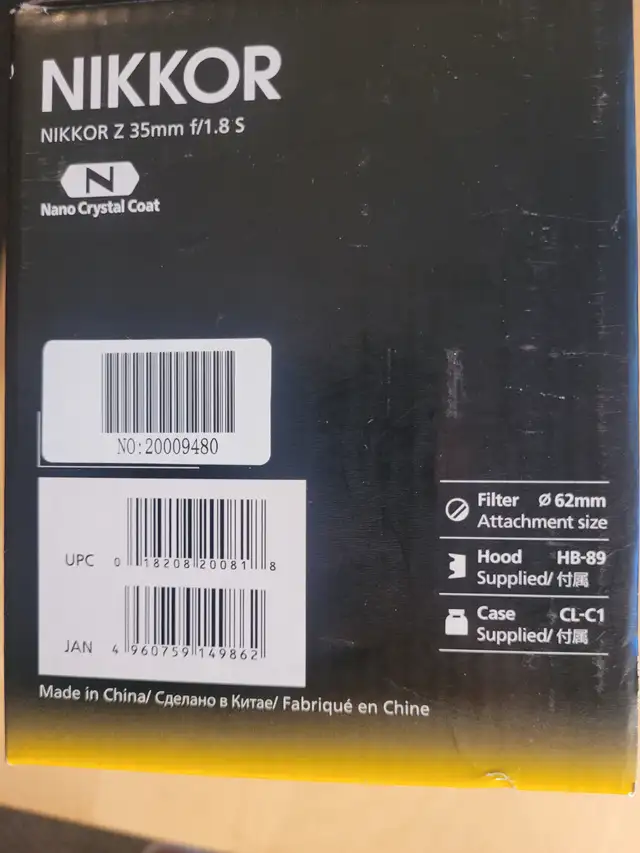 NIKKOR
NIKKOR Z 35mm f/1.8 S
N
Nano Crystal Coat
NO:20009480
UPC 0 18208 20081 8
JAN 4 960759 149862
Filter Ø 62mm
Attachment size
Hood HB-89
Supplied/ 付属
Case CL-C1
Supplied/ 付属
Made in China/ Сделано в Китае/ Fabriqué en Chine